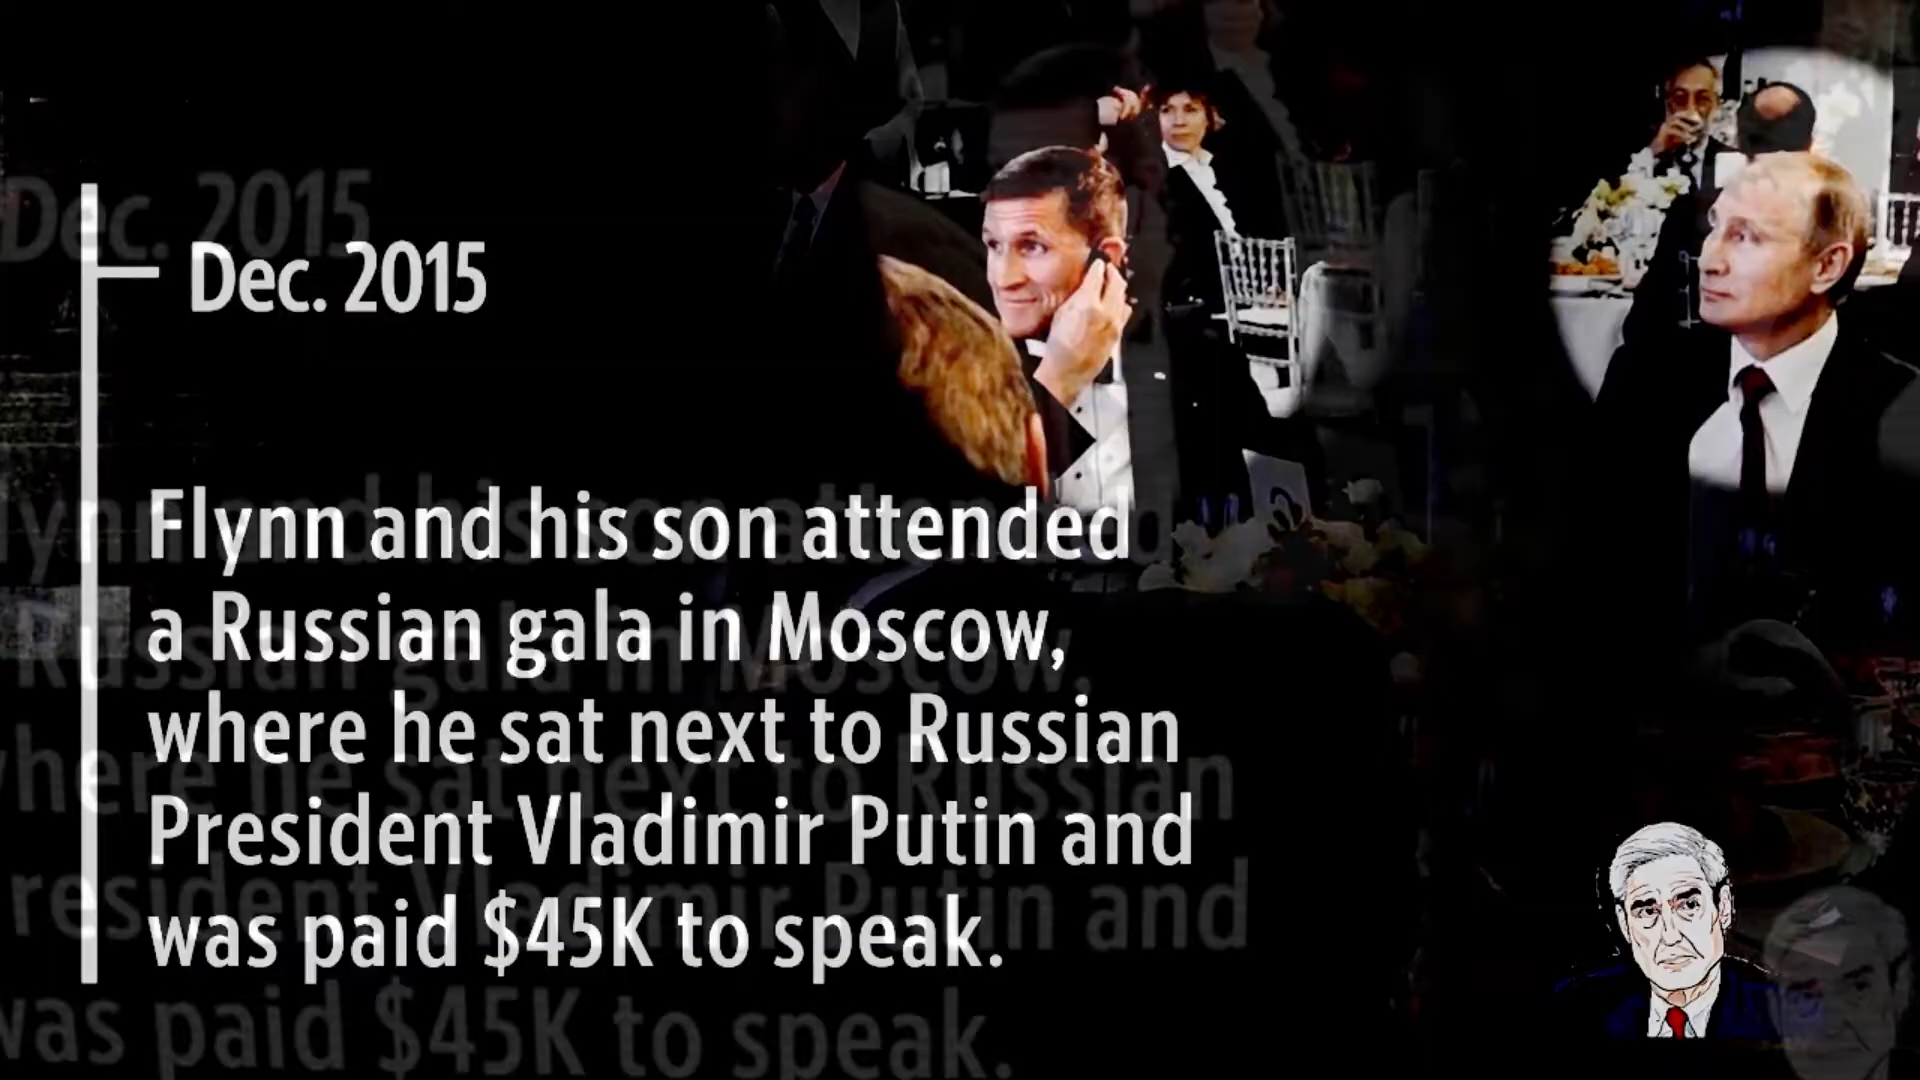 Dec. 2015
Flynn and his son attended
a Russian gala in Moscow,
where he sat next to Russian
President Vladimir Putin and
was paid $45K to speak.